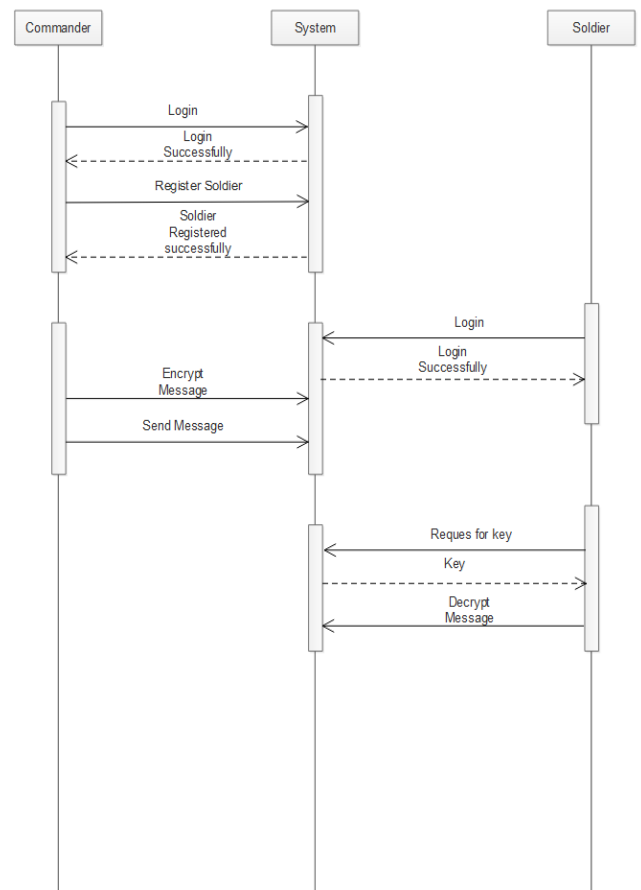 Commander
System
Soldier
Login
Login
Successfully
Register Soldier
Soldier
Registered
successfully
Login
Login
Successfully
Encrypt
Message
Send Message
Reques for key
Key
Decrypt
Message